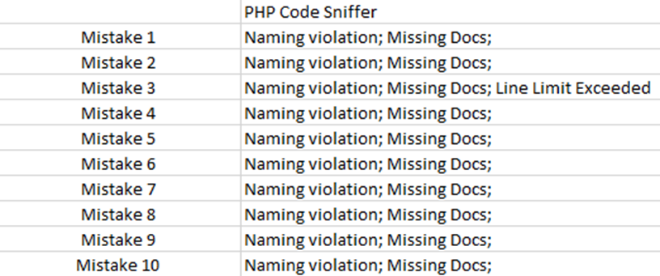 PHP Code Sniffer
Mistake 1 Naming violation; Missing Docs;
Mistake 2 Naming violation; Missing Docs;
Mistake 3 Naming violation; Missing Docs; Line Limit Exceeded
Mistake 4 Naming violation; Missing Docs;
Mistake 5 Naming violation; Missing Docs;
Mistake 6 Naming violation; Missing Docs;
Mistake 7 Naming violation; Missing Docs;
Mistake 8 Naming violation; Missing Docs;
Mistake 9 Naming violation; Missing Docs;
Mistake 10 Naming violation; Missing Docs;